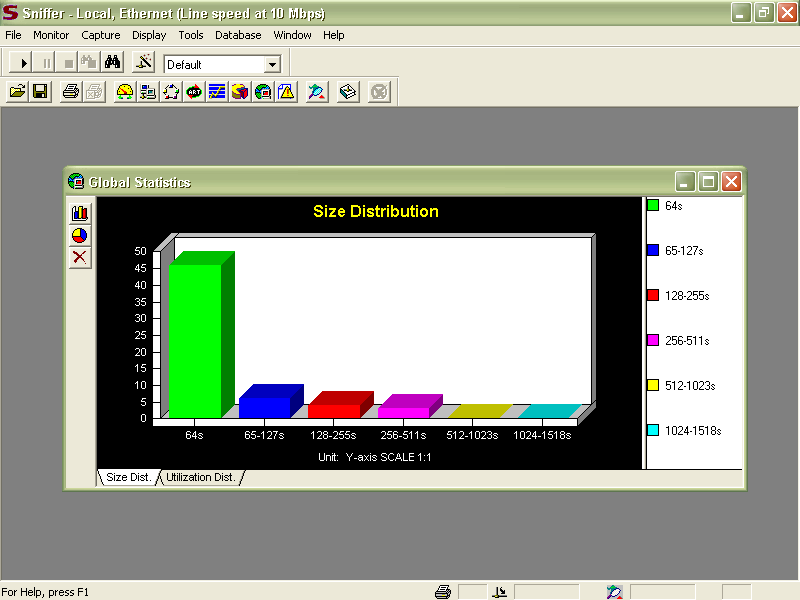 Sniffer - Local, Ethernet (Line speed at 10 Mbps)
File Monitor Capture Display Tools Database Window Help
Default
ART
Global Statistics
Size Distribution
64s
65-127s
128-255s
256-511s
512-1023s
1024-1518s
50
45
40
35
30
25
20
15
10
5
0
64s 65-127s 128-255s 256-511s 512-1023s 1024-1518s
Unit: Y-axis SCALE 1:1
Size Dist. Utilization Dist.
For Help, press F1